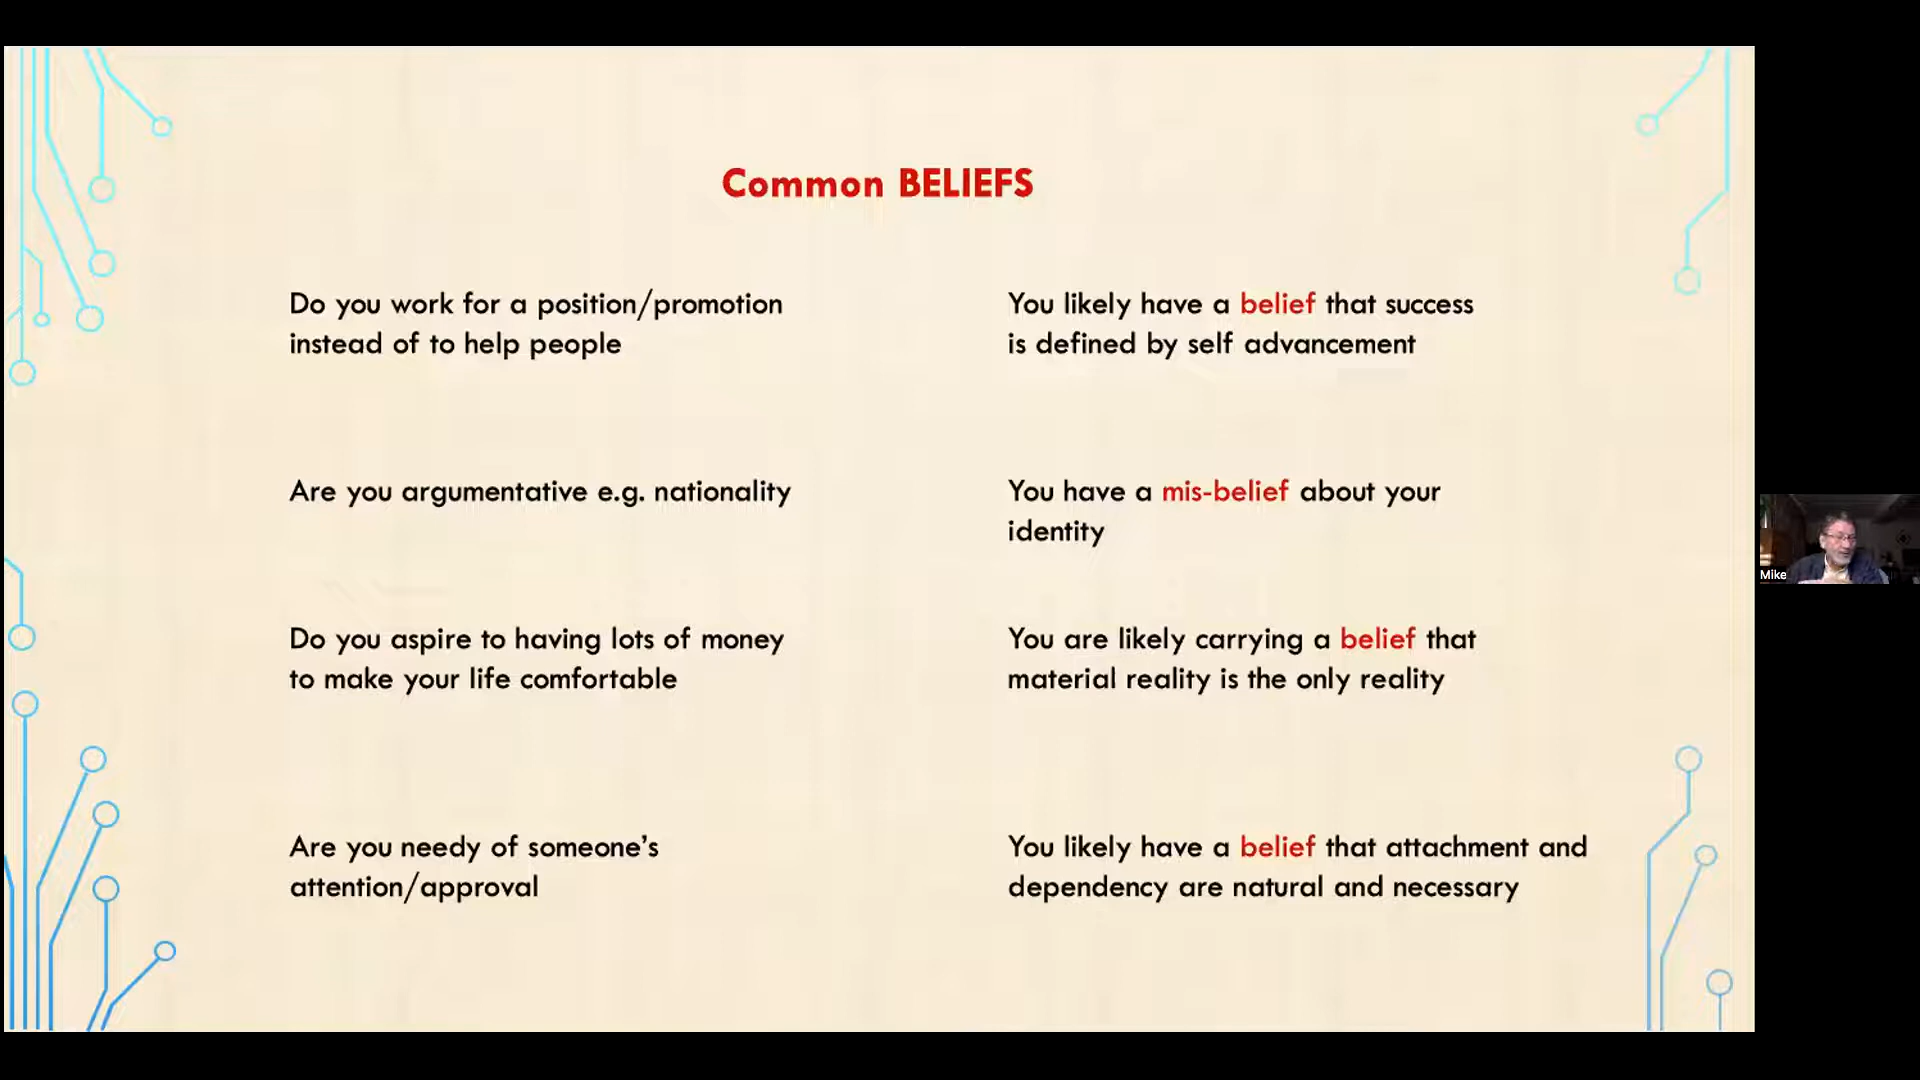 Common BELIEFS
Do you work for a position/promotion
instead of to help people
You likely have a belief that success
is defined by self advancement
Are you argumentative e.g. nationality
You have a mis-belief about your
identity
Do you aspire to having lots of money
to make your life comfortable
You are likely carrying a belief that
material reality is the only reality
Are you needy of someone’s
attention/approval
You likely have a belief that attachment and
dependency are natural and necessary
Mike